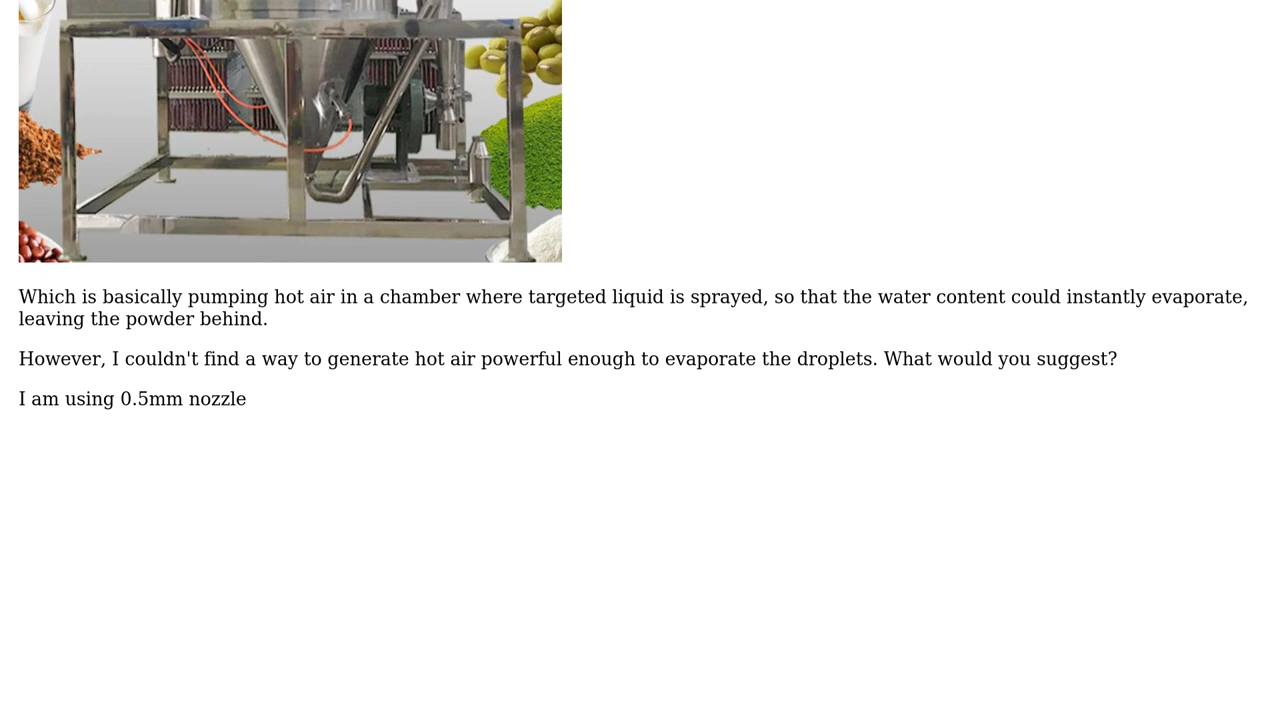 Which is basically pumping hot air in a chamber where targeted liquid is sprayed, so that the water content could instantly evaporate,
leaving the powder behind.
However, I couldn't find a way to generate hot air powerful enough to evaporate the droplets. What would you suggest?
I am using 0.5mm nozzle